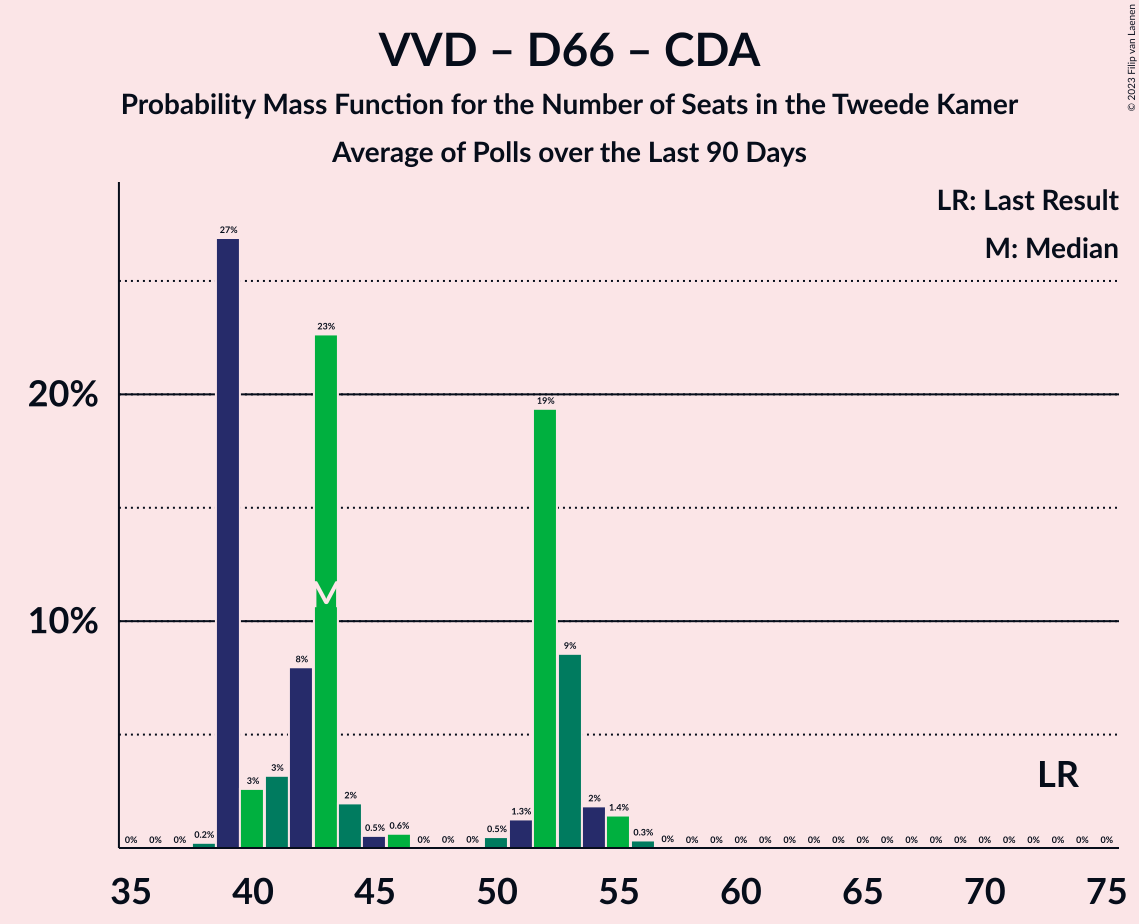 VVD – D66 – CDA
Probability Mass Function for the Number of Seats in the Tweede Kamer
Average of Polls over the Last 90 Days
© 2023 Filip van Laenen
LR: Last Result
M: Median
20%
10%
0% 0% 0% 0.2% 27% 3% 3% 8% 23% 2% 0.5% 0.6% 0% 0% 0% 0.5% 1.3% 19% 9% 2% 1.4% 0.3% 0% 0% 0% 0% 0% 0% 0% 0% 0% 0% 0% 0% 0% 0% 0% 0% 0% 0% 0%
M
LR
35 40 45 50 55 60 65 70 75